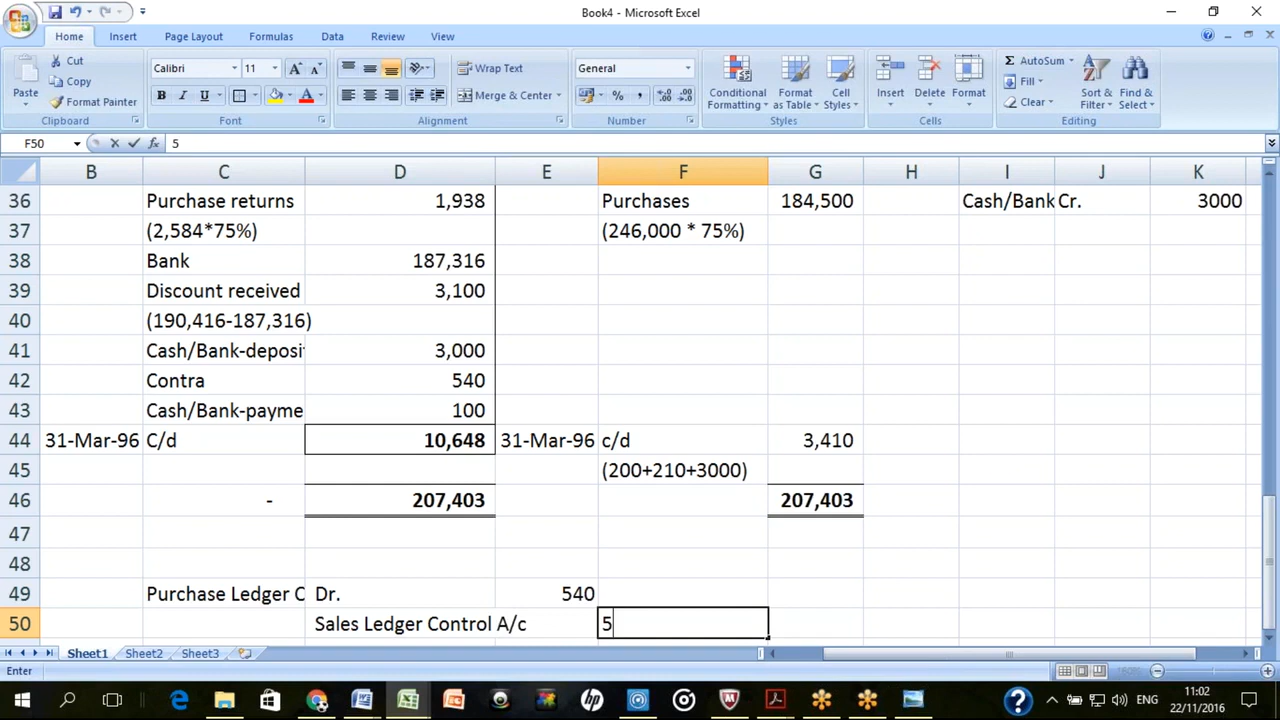 Book4 - Microsoft Excel
Home Insert Page Layout Formulas Data Review View
Cut
Copy
Format Painter
Paste
Clipboard
Calibri 11
B I U
Font
Wrap Text
Merge & Center
Alignment
General
% ,
Number
Conditional Formatting
Format as Table
Cell Styles
Styles
Insert Delete Format
Cells
AutoSum
Fill
Clear
Sort & Filter
Find & Select
Editing
F50 fx 5
B C D E F G H I J K
36 Purchase returns 1,938 Purchases 184,500 Cash/Bank Cr. 3000
37 (2,584*75%) (246,000 * 75%)
38 Bank 187,316
39 Discount received 3,100
40 (190,416-187,316)
41 Cash/Bank-deposit 3,000
42 Contra 540
43 Cash/Bank-payme 100
44 31-Mar-96 C/d 10,648 31-Mar-96 c/d 3,410
45 (200+210+3000)
46 - 207,403 207,403
47
48
49 Purchase Ledger C Dr. 540
50 Sales Ledger Control A/c 5
Sheet1 Sheet2 Sheet3
Enter
160%
ENG
11:02
22/11/2016